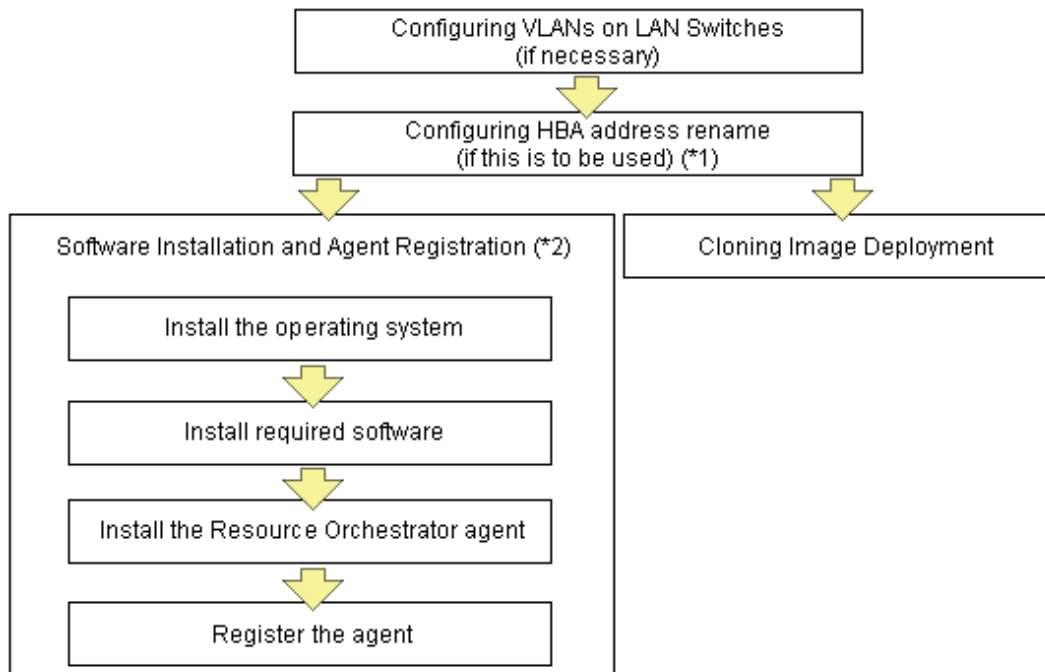 Configuring VLANs on LAN Switches
(if necessary)
Configuring HBA address rename
(if this is to be used) (*1)
Software Installation and Agent Registration (*2)
Cloning Image Deployment
Install the operating system
Install required software
Install the Resource Orchestrator agent
Register the agent